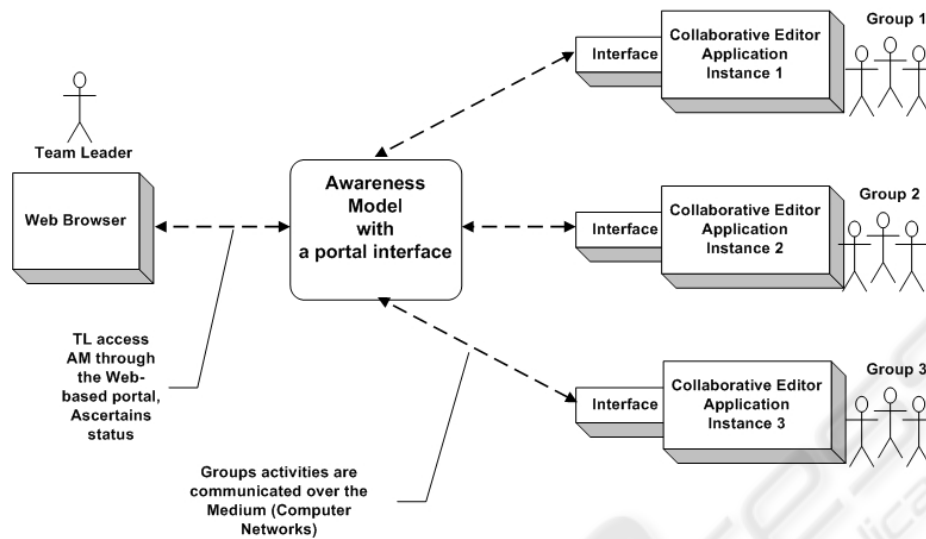 Team Leader
Web Browser
Awareness
Model
with
a portal interface
Interface
Collaborative Editor
Application
Instance 1
Group 1
Interface
Collaborative Editor
Application
Instance 2
Group 2
Interface
Collaborative Editor
Application
Instance 3
Group 3
TL access
AM through
the Web-
based portal,
Ascertains
status
Groups activities are
communicated over the
Medium (Computer
Networks)